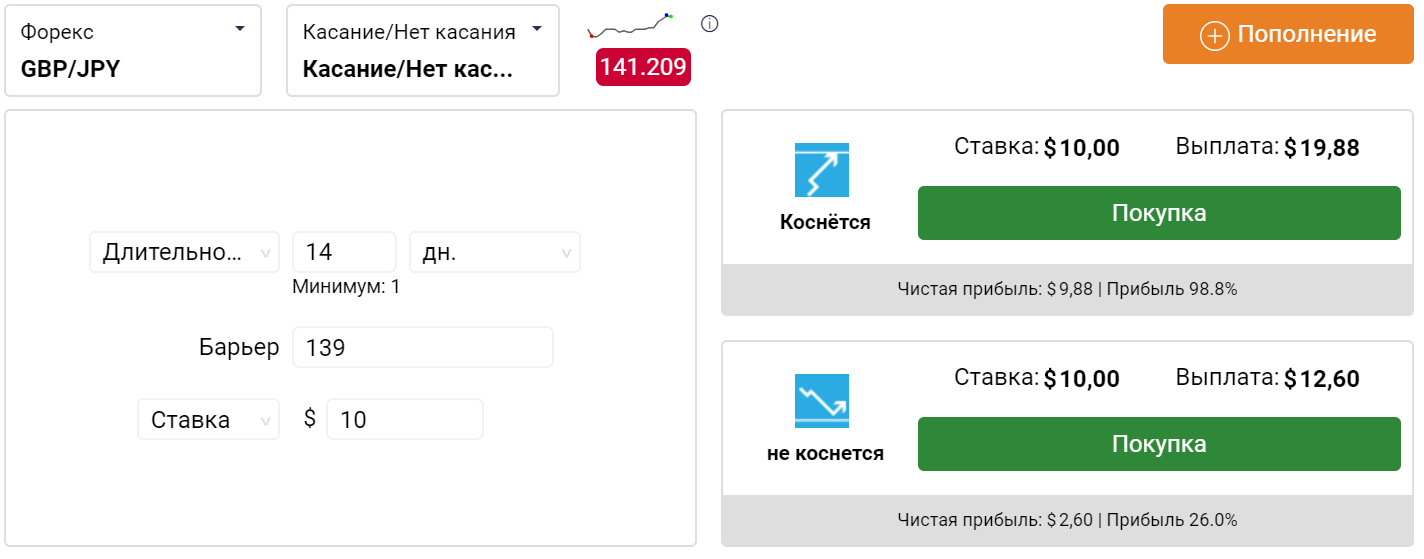 Форекс
GBP/JPY
Касание/Нет касания
Касание/Нет кас...
141.209
Пополнение
Длительно...
14
дн.
Минимум: 1
Барьер
139
Ставка
$
10
Ставка: $10,00
Выплата: $19,88
Коснётся
Покупка
Чистая прибыль: $9,88 | Прибыль 98.8%
Ставка: $10,00
Выплата: $12,60
не коснется
Покупка
Чистая прибыль: $2,60 | Прибыль 26.0%